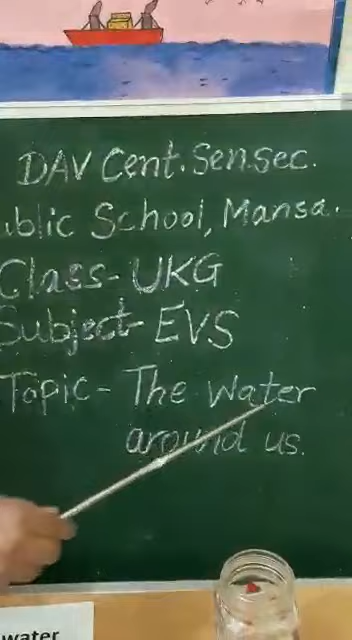 DAV Cent. Sen. Sec.
ublic School, Mansa.
Class- UKG
Subject- EVS
Topic- The Water
around us.
water